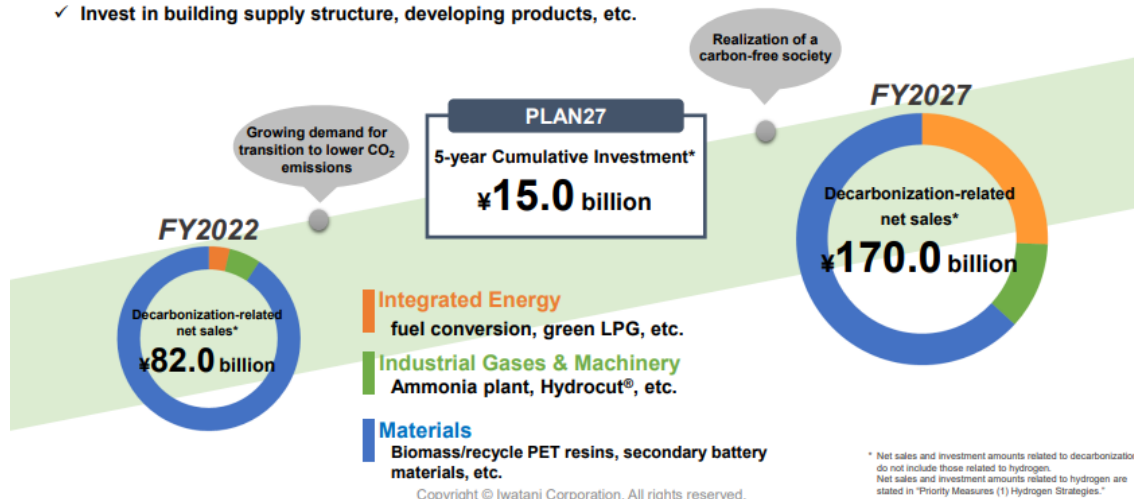 ✓ Invest in building supply structure, developing products, etc.
Realization of a
carbon-free society
FY2027
PLAN27
Growing demand for
transition to lower CO₂
emissions
5-year Cumulative Investment*
¥15.0 billion
Decarbonization-related
net sales*
¥170.0 billion
FY2022
Decarbonization-related
net sales*
¥82.0 billion
Integrated Energy
fuel conversion, green LPG, etc.
Industrial Gases & Machinery
Ammonia plant, Hydrocut®, etc.
Materials
Biomass/recycle PET resins, secondary battery
materials, etc.
* Net sales and investment amounts related to decarbonization
do not include those related to hydrogen.
Net sales and investment amounts related to hydrogen are
stated in "Priority Measures (1) Hydrogen Strategies."
Copyright © Iwatani Corporation. All rights reserved.